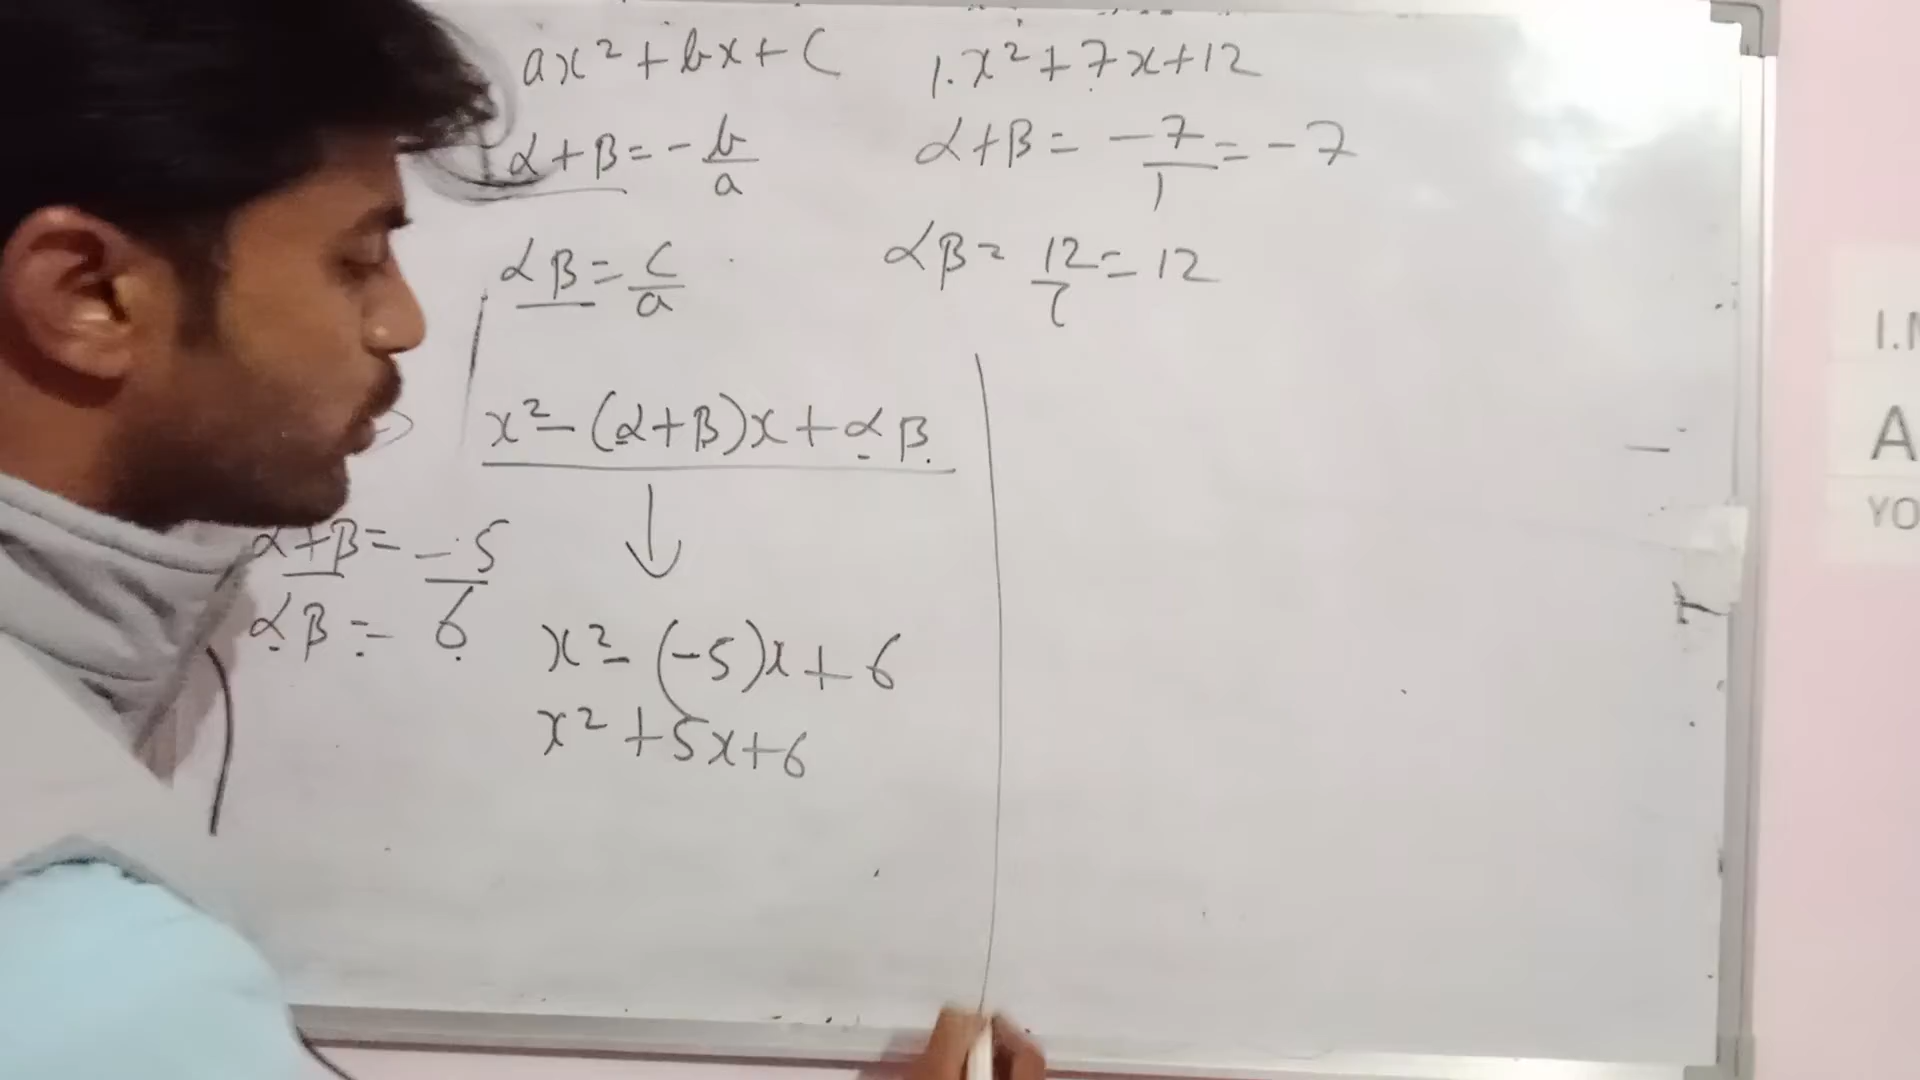 ax² + bx + c
α + β = - b/a
αβ = c/a
1. x² + 7x + 12
α + β = -7/1 = -7
αβ = 12/1 = 12
x² - (α + β)x + αβ
α + β = -5
αβ = 6
x² - (-5)x + 6
x² + 5x + 6
A
YO